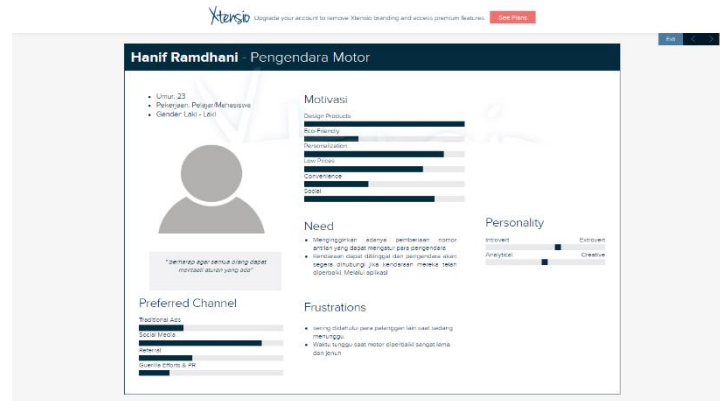 Xtensio Upgrade your account to remove Xtensio branding and access premium features. See Plans
Exit
Hanif Ramdhani - Pengendara Motor
• Umur: 23
• Pekerjaan: Pelajar/Mahasiswa
• Gender: Laki - Laki
"berharap agar semua orang dapat
mentaati aturan yang ada"
Preferred Channel
Traditional Ads
Social Media
Referral
Guerilla Efforts & PR
Motivasi
Design Products
Eco-Friendly
Personalization
Low Prices
Convenience
Social
Need
• Menginginkan adanya pemberian nomor
antrian yang dapat mengatur para pengendara
• Kendaraan dapat ditinggal dan pengendara akan
segera dihubungi jika kendaraan mereka telah
diperbaiki. Melalui aplikasi
Frustrations
• sering didahului para pelanggan lain saat sedang
menunggu.
• Waktu tunggu saat motor diperbaiki sangat lama
dan jenuh
Personality
Introvert Extrovert
Analytical Creative